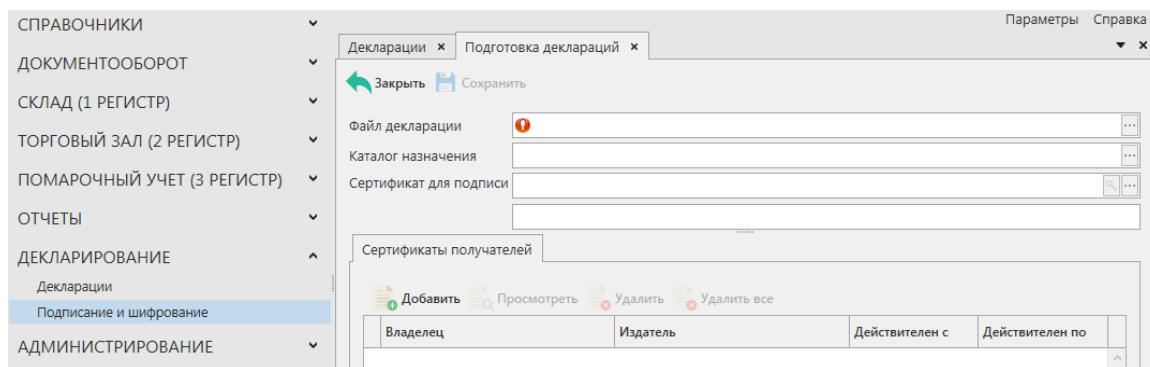 Параметры Справка
СПРАВОЧНИКИ
ДОКУМЕНТООБОРОТ
СКЛАД (1 РЕГИСТР)
ТОРГОВЫЙ ЗАЛ (2 РЕГИСТР)
ПОМАРОЧНЫЙ УЧЕТ (3 РЕГИСТР)
ОТЧЕТЫ
ДЕКЛАРИРОВАНИЕ
Декларации
Подписание и шифрование
АДМИНИСТРИРОВАНИЕ
Декларации Подготовка деклараций
Закрыть Сохранить
Файл декларации
Каталог назначения
Сертификат для подписи
Сертификаты получателей
Добавить Просмотреть Удалить Удалить все
Владелец Издатель Действителен с Действителен по